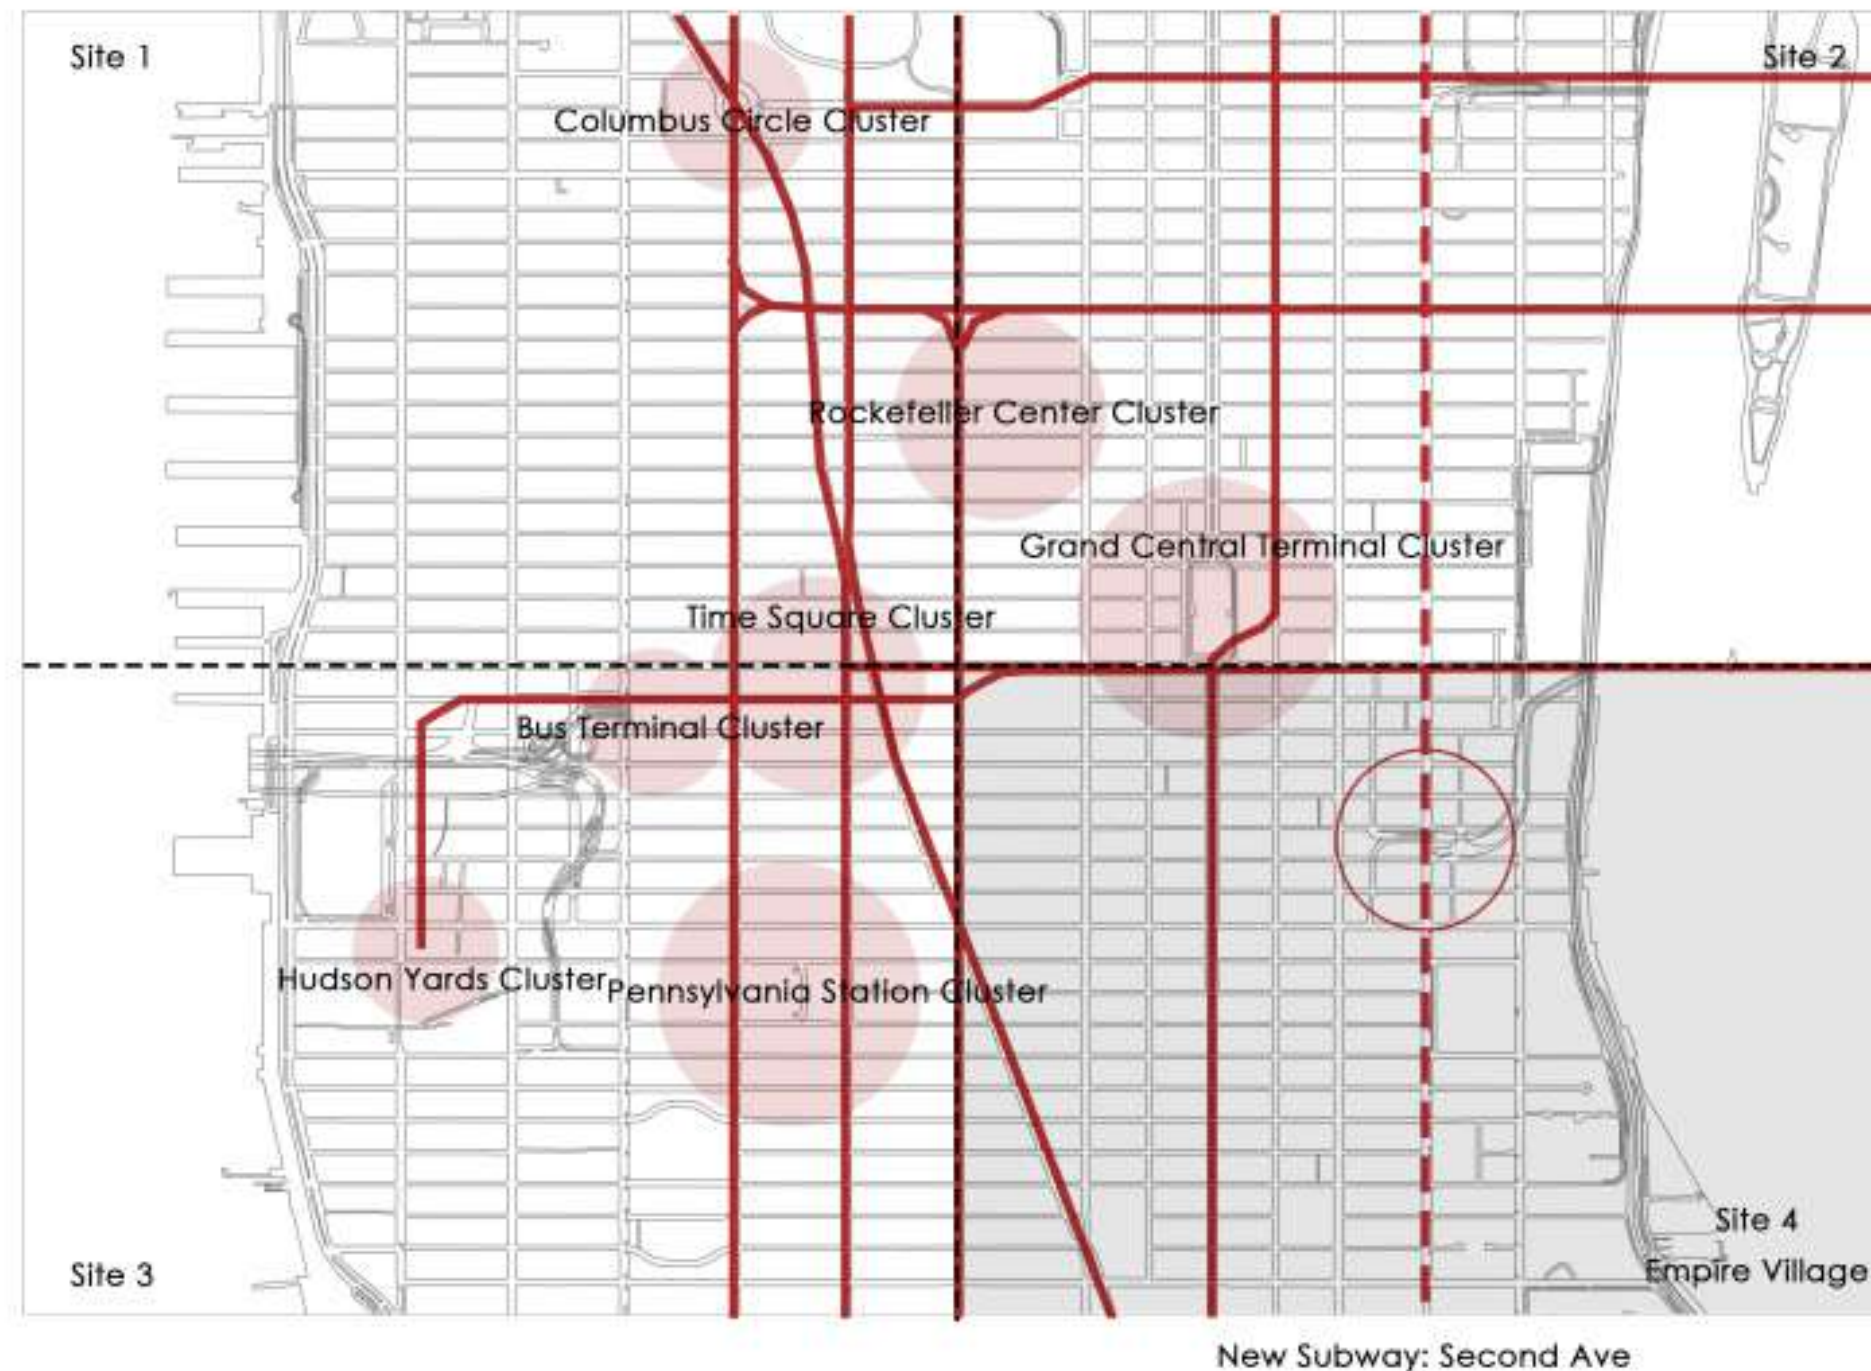 Site 1
Site 2
Columbus Circle Cluster
Rockefeller Center Cluster
Grand Central Terminal Cluster
Time Square Cluster
Bus Terminal Cluster
Hudson Yards Cluster
Pennsylvania Station Cluster
Site 4
Empire Village
Site 3
New Subway: Second Ave